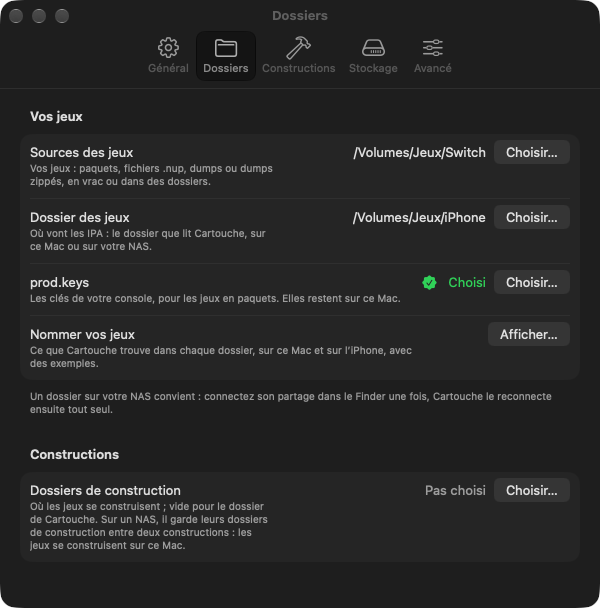 Dossiers
Général
Dossiers
Constructions
Stockage
Avancé
Vos jeux
Sources des jeux
/Volumes/Jeux/Switch
Choisir...
Vos jeux : paquets, fichiers .nup, dumps ou dumps
zippés, en vrac ou dans des dossiers.
Dossier des jeux
/Volumes/Jeux/iPhone
Choisir...
Où vont les IPA : le dossier que lit Cartouche, sur
ce Mac ou sur votre NAS.
prod.keys
Choisi
Choisir...
Les clés de votre console, pour les jeux en paquets. Elles restent sur ce Mac.
Nommer vos jeux
Afficher...
Ce que Cartouche trouve dans chaque dossier, sur ce Mac et sur l'iPhone, avec
des exemples.
Un dossier sur votre NAS convient : connectez son partage dans le Finder une fois, Cartouche le reconnecte
ensuite tout seul.
Constructions
Dossiers de construction
Pas choisi
Choisir...
Où les jeux se construisent ; vide pour le dossier
de Cartouche. Sur un NAS, il garde leurs dossiers
de construction entre deux constructions : les
jeux se construisent sur ce Mac.